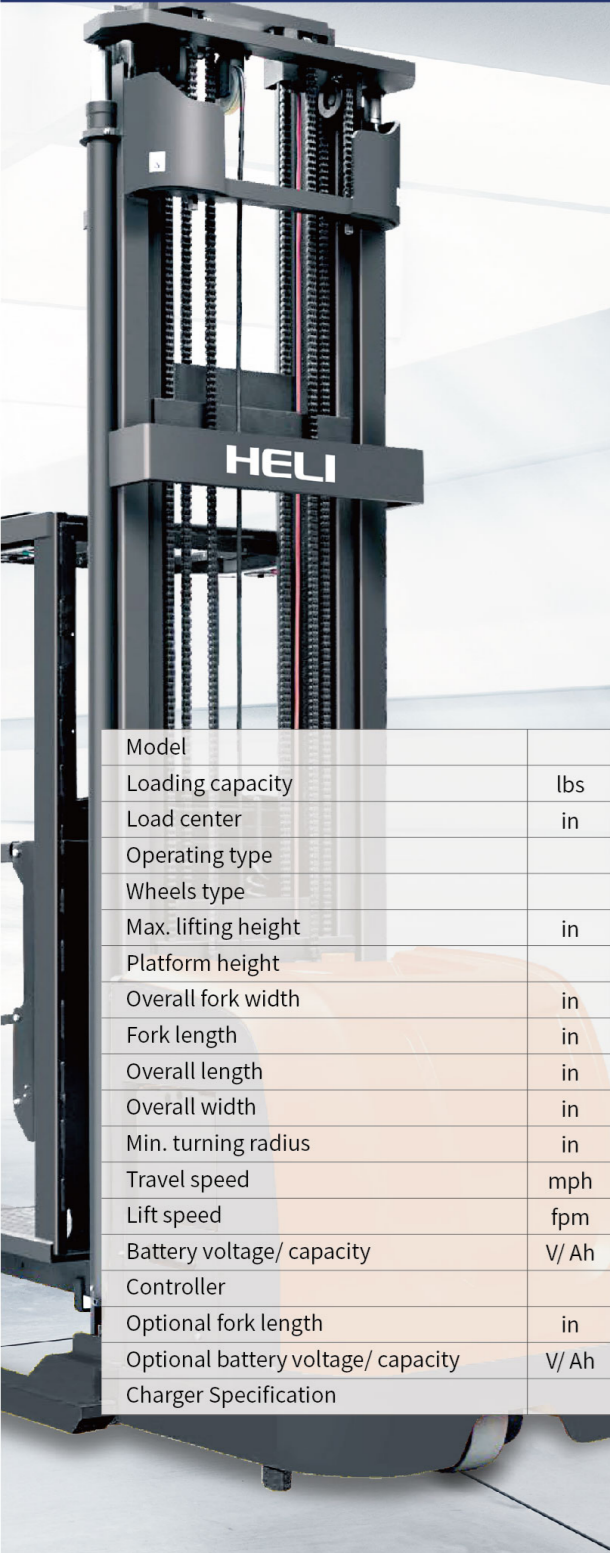 HELI
Model
Loading capacity lbs
Load center in
Operating type
Wheels type
Max. lifting height in
Platform height
Overall fork width in
Fork length in
Overall length in
Overall width in
Min. turning radius in
Travel speed mph
Lift speed fpm
Battery voltage/ capacity V/ Ah
Controller
Optional fork length in
Optional battery voltage/ capacity V/ Ah
Charger Specification